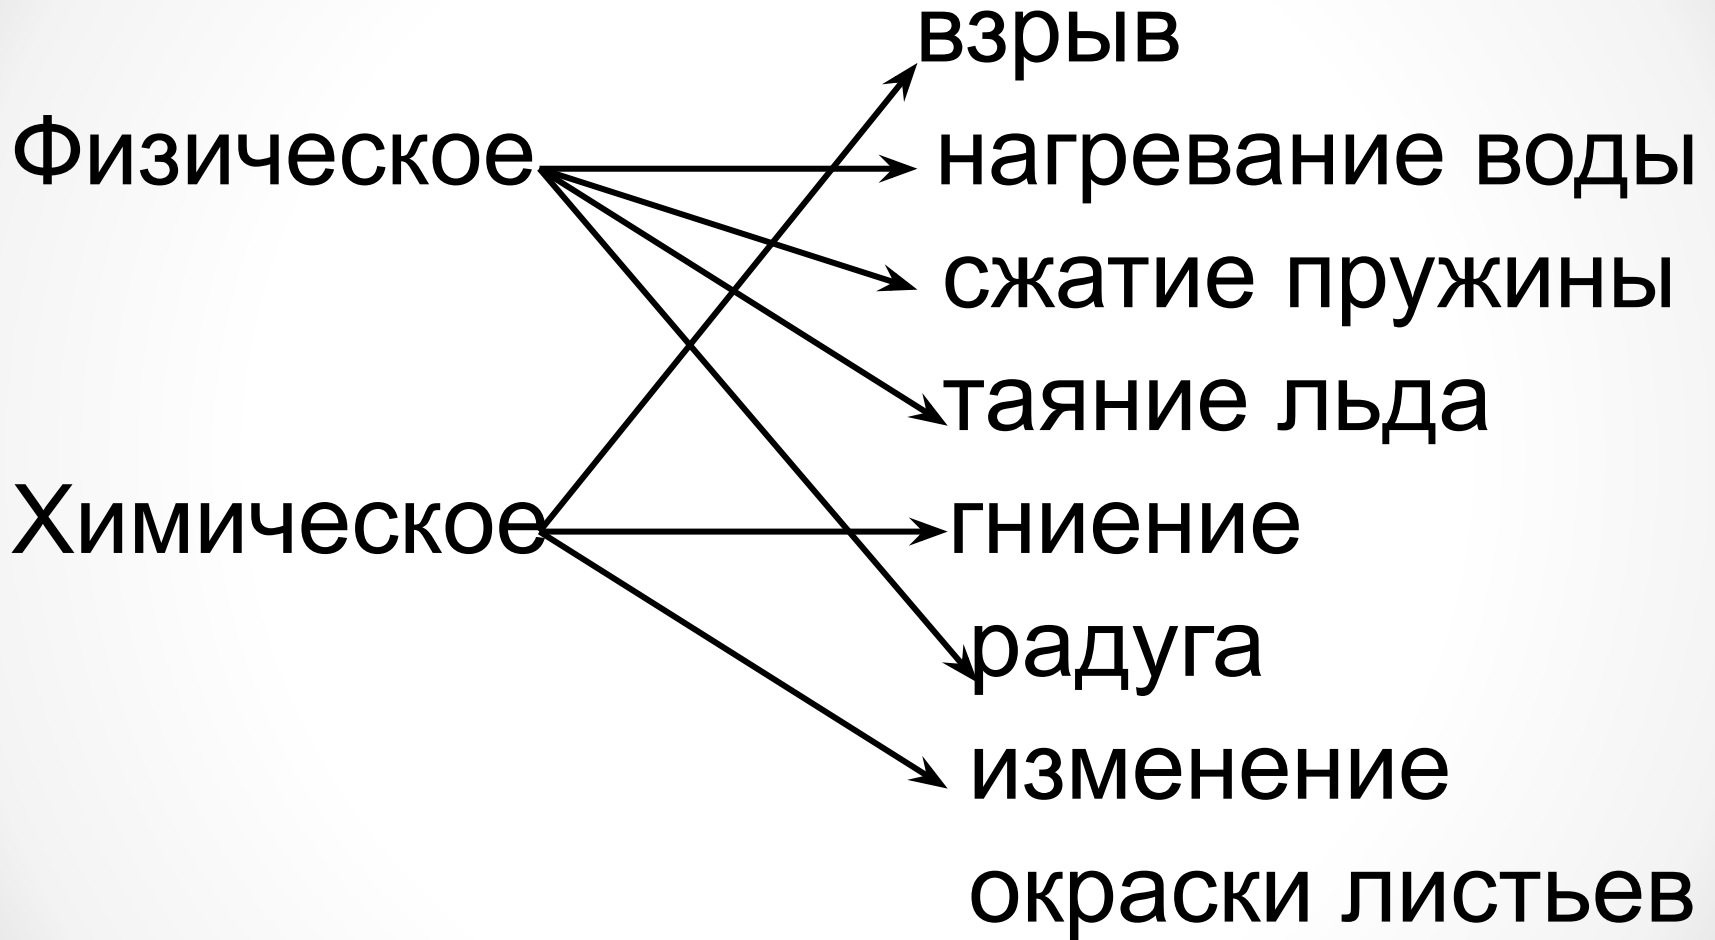 взрыв
Физическое нагревание воды
сжатие пружины
таяние льда
Химическое гниение
радуга
изменение
окраски листьев